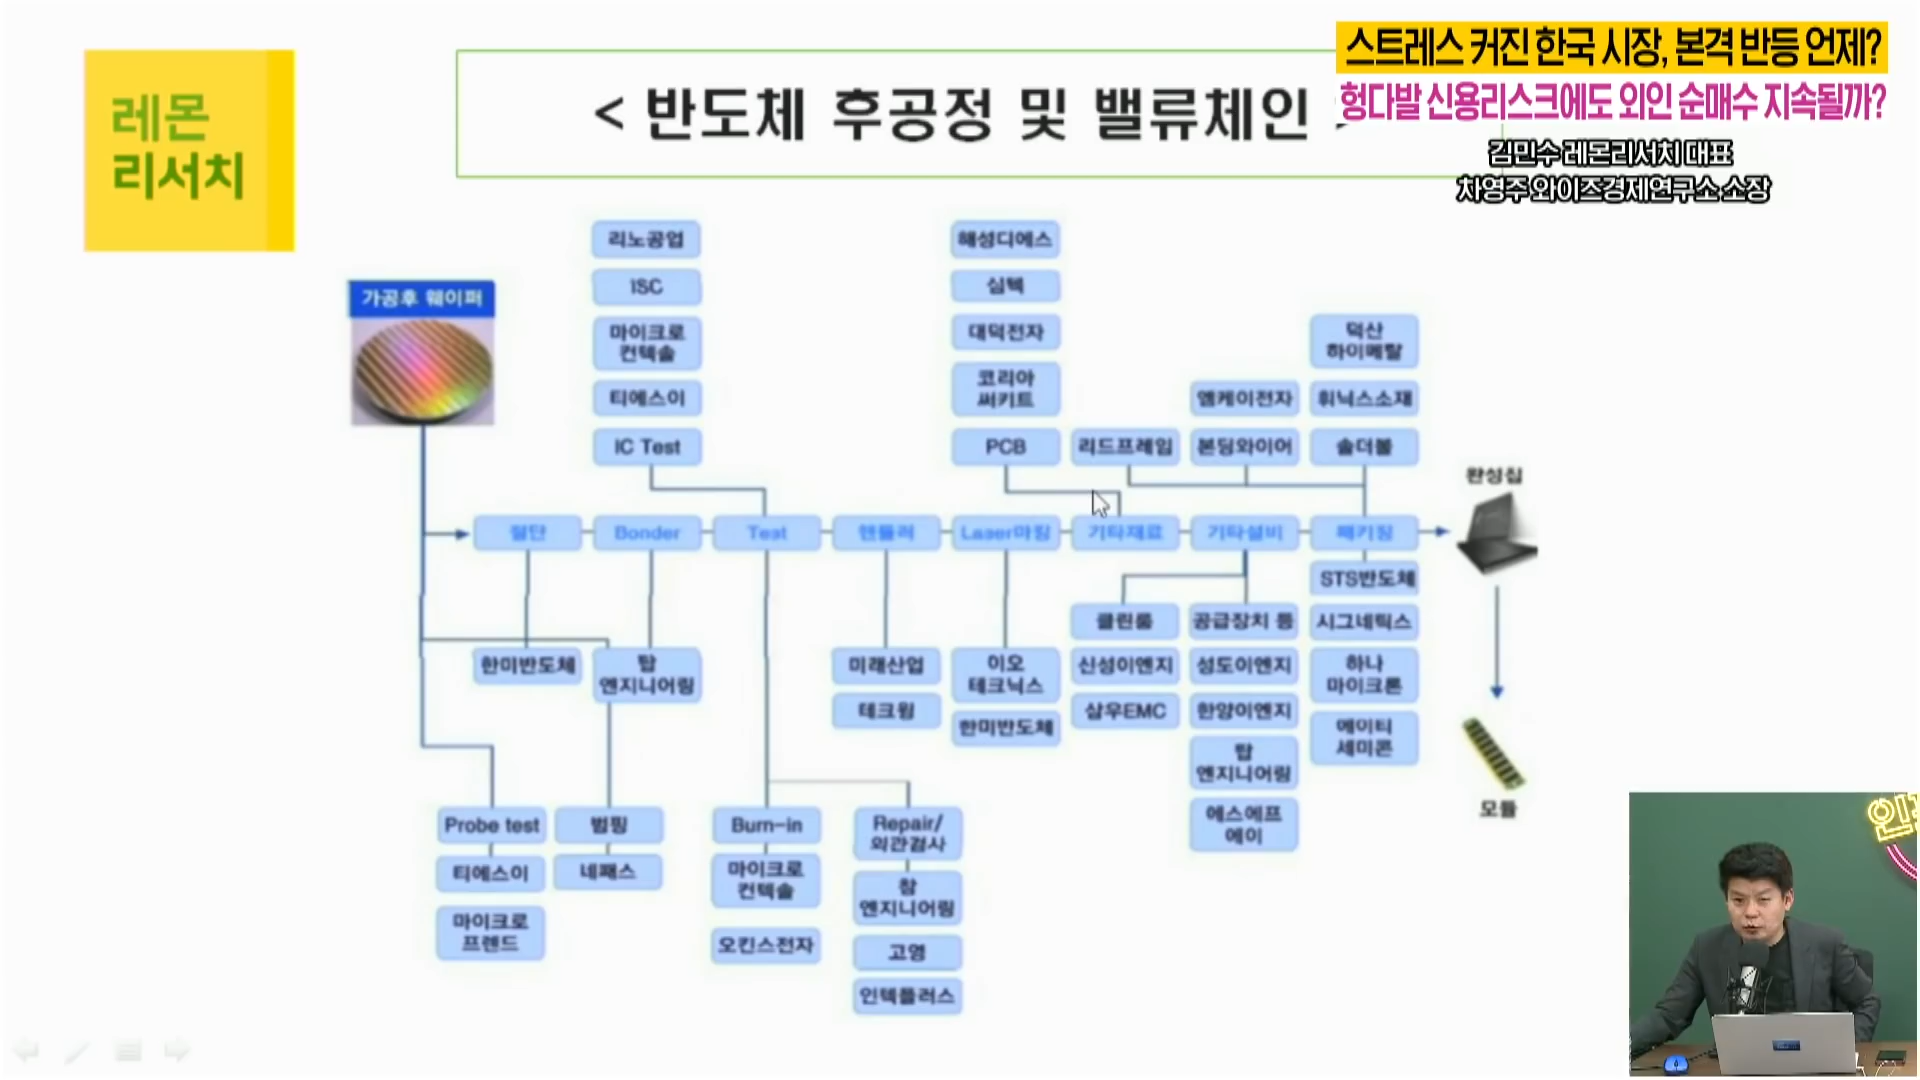 레몬
리서치
< 반도체 후공정 및 밸류체인
스트레스 커진 한국 시장, 본격 반등 언제?
헝다발 신용리스크에도 외인 순매수 지속될까?
김민수 레몬리서치 대표
차영주 와이즈경제연구소 소장
가공후 웨이퍼
리노공업
ISC
마이크로
컨텍솔
티에스이
IC Test
해성디에스
심텍
대덕전자
코리아
써키트
PCB
리드프레임
엠케이전자
본딩와이어
덕산
하이메탈
휘닉스소재
솔더볼
완성집
절단
Bonder
Test
핸들러
Laser마킹
기타재료
기타설비
패키징
한미반도체
탑
엔지니어링
미래산업
테크윙
이오
테크닉스
한미반도체
클린룸
신성이엔지
삼우EMC
공급장치 등
성도이엔지
한양이엔지
탑
엔지니어링
에스에프
에이
STS반도체
시그네틱스
하나
마이크론
에이티
세미콘
모듈
Probe test
티에스이
마이크로
프렌드
범핑
네패스
Burn-in
마이크로
컨텍솔
오킨스전자
Repair/
외관검사
참
엔지니어링
고영
인텍플러스